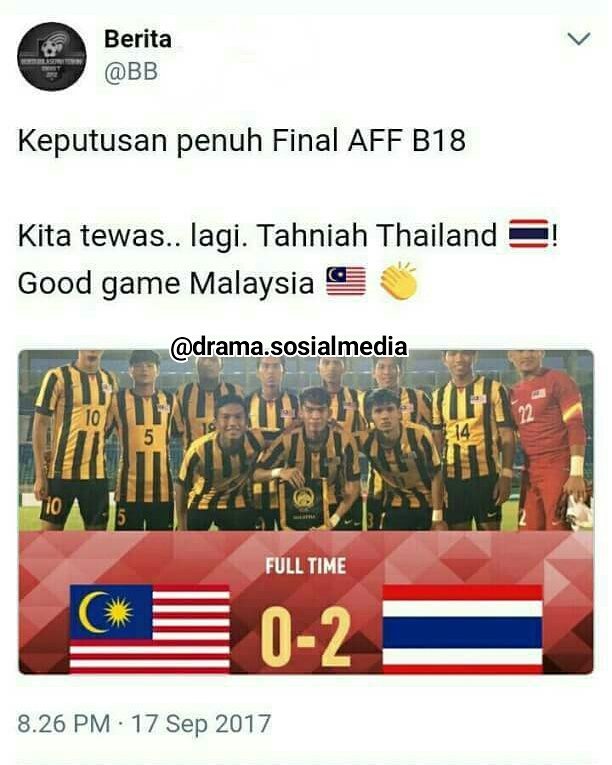 Berita
@BB
Keputusan penuh Final AFF B18
Kita tewas.. lagi. Tahniah Thailand 🇹🇭!
Good game Malaysia 🇲🇾 👏
@drama.sosialmedia
10
5
14
22
10
5
FULL TIME
0-2
8.26 PM · 17 Sep 2017